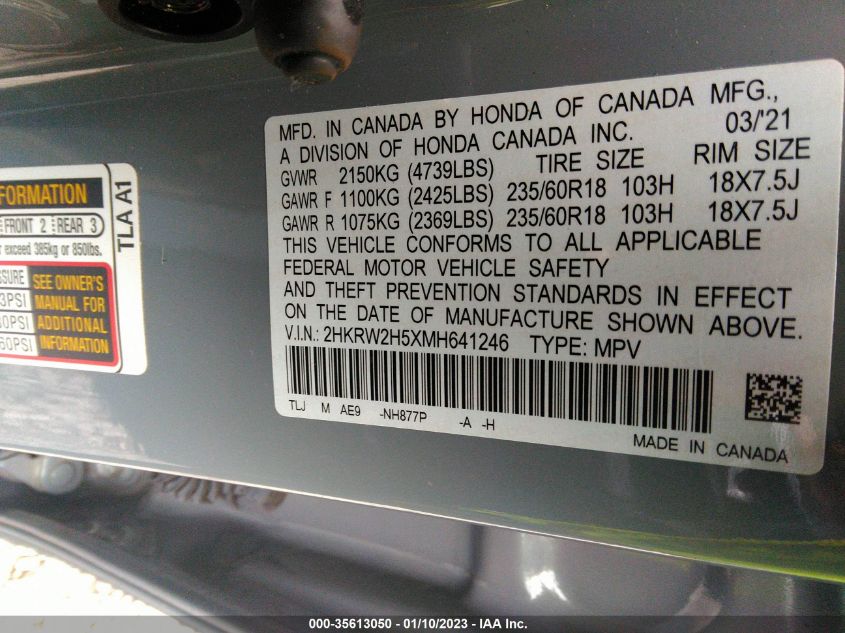 MFD. IN CANADA BY HONDA OF CANADA MFG.,
A DIVISION OF HONDA CANADA INC. 03/'21
GVWR 2150KG (4739LBS) TIRE SIZE RIM SIZE
GAWR F 1100KG (2425LBS) 235/60R18 103H 18X7.5J
GAWR R 1075KG (2369LBS) 235/60R18 103H 18X7.5J
THIS VEHICLE CONFORMS TO ALL APPLICABLE
FEDERAL MOTOR VEHICLE SAFETY
AND THEFT PREVENTION STANDARDS IN EFFECT
ON THE DATE OF MANUFACTURE SHOWN ABOVE.
V.I.N.: 2HKRW2H5XMH641246 TYPE: MPV
TLJ M AE9 -NH877P -A -H
MADE IN CANADA
FORMATION
FRONT 2 REAR 3
exceed 385kg or 850lbs.
TLA A1
SURE
3PSI
0PSI
60PSI
SEE OWNER'S
MANUAL FOR
ADDITIONAL
INFORMATION
000-35613050 - 01/10/2023 - IAA Inc.